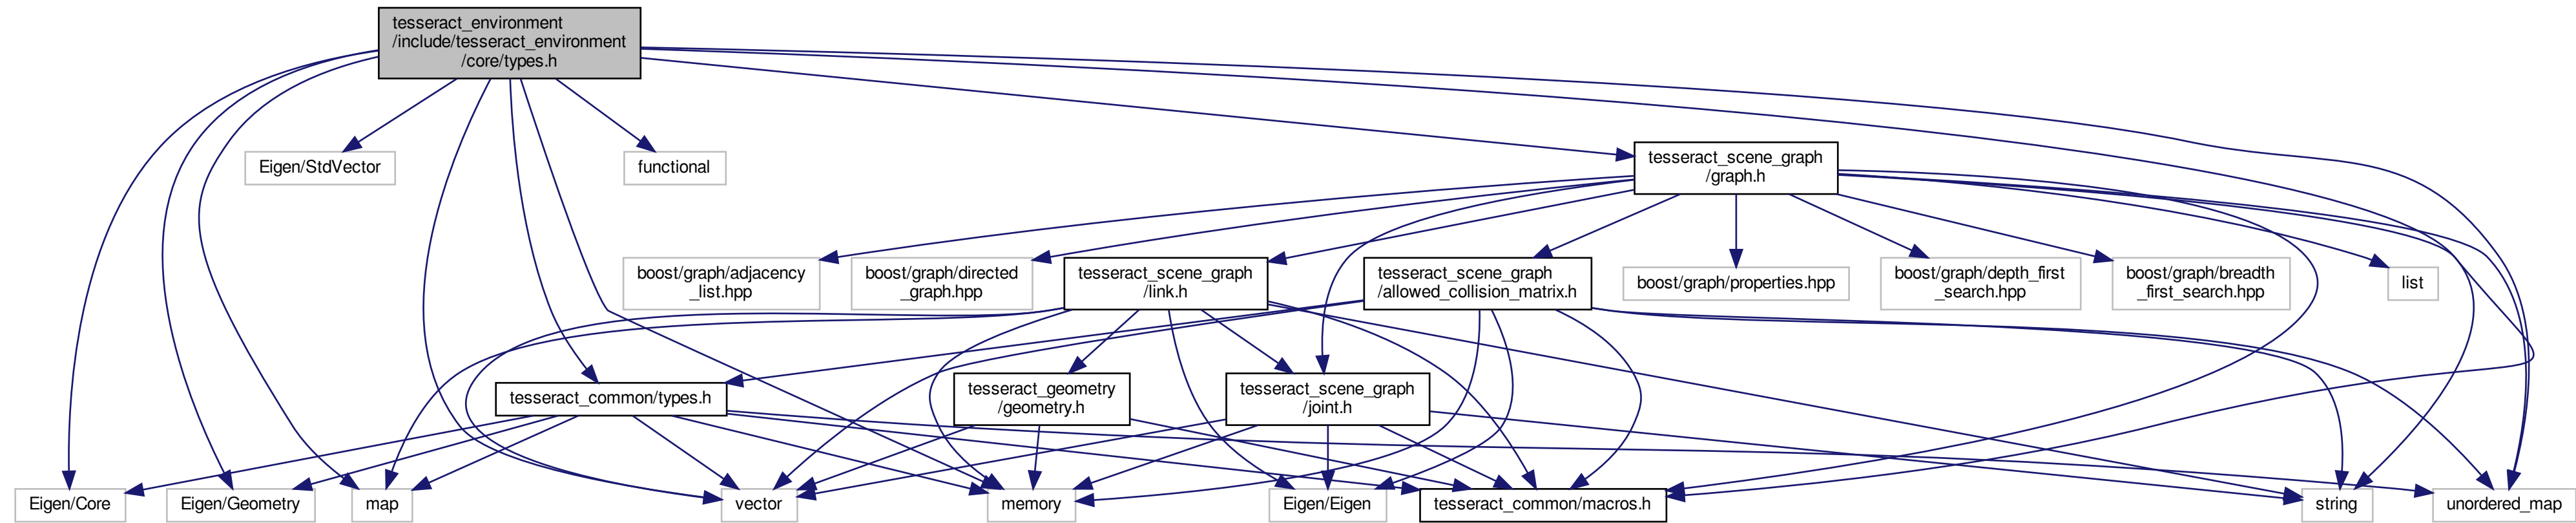 tesseract_environment
/include/tesseract_environment
/core/types.h
Eigen/StdVector
functional
tesseract_scene_graph
/graph.h
boost/graph/adjacency
_list.hpp
boost/graph/directed
_graph.hpp
tesseract_scene_graph
/link.h
tesseract_scene_graph
/allowed_collision_matrix.h
boost/graph/properties.hpp
boost/graph/depth_first
_search.hpp
boost/graph/breadth
_first_search.hpp
list
tesseract_common/types.h
tesseract_geometry
/geometry.h
tesseract_scene_graph
/joint.h
Eigen/Core
Eigen/Geometry
map
vector
memory
Eigen/Eigen
tesseract_common/macros.h
string
unordered_map